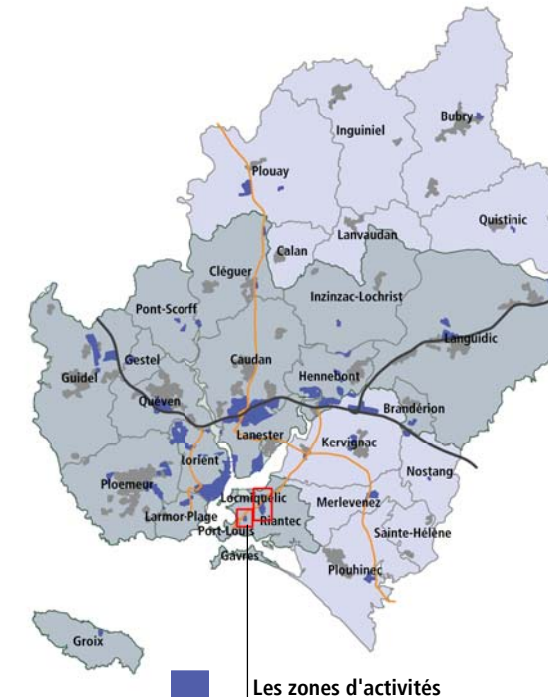 Bubry
Inguiniel
Plouay
Quistinic
Lanvaudan
Calan
Cléguer
Inzinzac-Lochrist
Pont-Scorff
Languidic
Gestel
Caudan
Guidel
Hennebont
Quéven
Brandérion
Lanester
Kervignac
Lorient
Nostang
Ploemeur
Locmiquélic
Merlevenez
Larmor-Plage
Riantec
Port-Louis
Sainte-Hélène
Gâvres
Plouhinec
Groix
Les zones d'activités